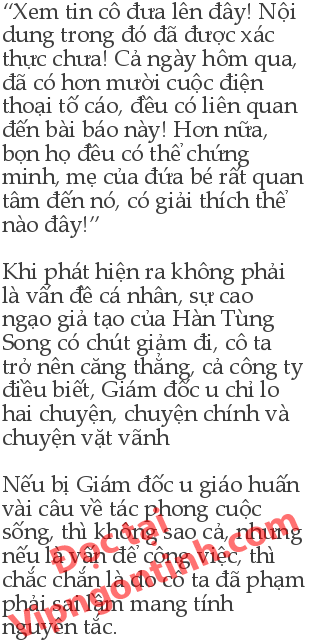 “Xem tin cô đưa lên đây! Nội
dung trong đó đã được xác
thực chưa! Cả ngày hôm qua,
đã có hơn mười cuộc điện
thoại tố cáo, đều có liên quan
đến bài báo này! Hơn nữa,
bọn họ đều có thể chứng
minh, mẹ của đứa bé rất quan
tâm đến nó, có giải thích thế
nào đây!”
Khi phát hiện ra không phải
là vấn đề cá nhân, sự cao
ngạo giả tạo của Hàn Tùng
Song có chút giảm đi, cô ta
trở nên căng thẳng, cả công ty
điều biết, Giám đốc u chỉ lo
hai chuyện, chuyện chính và
chuyện vặt vãnh
Nếu bị Giám đốc u giáo huấn
vài câu về tác phong cuộc
sống, thì không sao cả, nhưng
nếu là vấn để công việc, thì
chắc chắn là do cô ta đã phạm
phải sai lầm mang tính
nguyên tắc.
Đọc tại
Vipngontinh.com